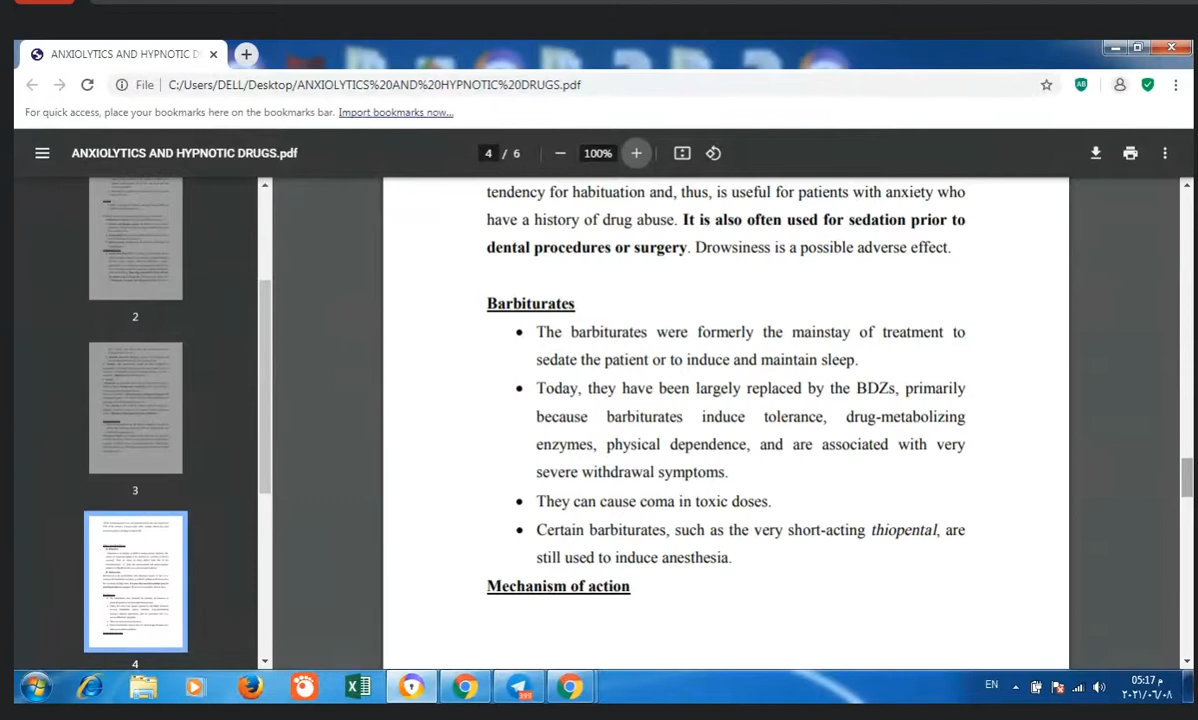 ANXIOLYTICS AND HYPNOTIC D
File C:/Users/DELL/Desktop/ANXIOLYTICS%20AND%20HYPNOTIC%20DRUGS.pdf
For quick access, place your bookmarks here on the bookmarks bar. Import bookmarks now...
ANXIOLYTICS AND HYPNOTIC DRUGS.pdf
4 / 6
100%
2
3
4
tendency for habituation and, thus, is useful for patients with anxiety who
have a history of drug abuse. It is also often used for sedation prior to
dental procedures or surgery. Drowsiness is a possible adverse effect.
Barbiturates
• The barbiturates were formerly the mainstay of treatment to
sedate the patient or to induce and maintain sleep.
• Today, they have been largely replaced by the BDZs, primarily
because barbiturates induce tolerance, drug-metabolizing
enzymes, physical dependence, and are associated with very
severe withdrawal symptoms.
• They can cause coma in toxic doses.
• Certain barbiturates, such as the very short-acting thiopental, are
still used to induce anesthesia.
Mechanism of action
EN
05:17 م
٢٠٢١/٠٦/٠٨